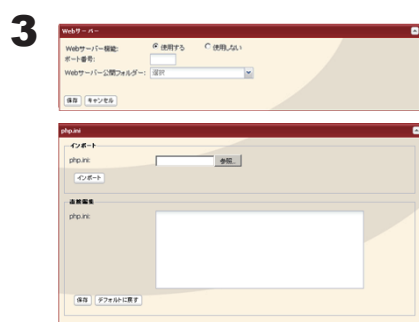 3
Webサーバー
Webサーバー機能: 使用する 使用しない
ポート番号:
Webサーバー公開フォルダー: 選択
保存 キャンセル
php.ini
インポート
php.ini: 参照...
インポート
直接編集
php.ini:
保存 デフォルトに戻す